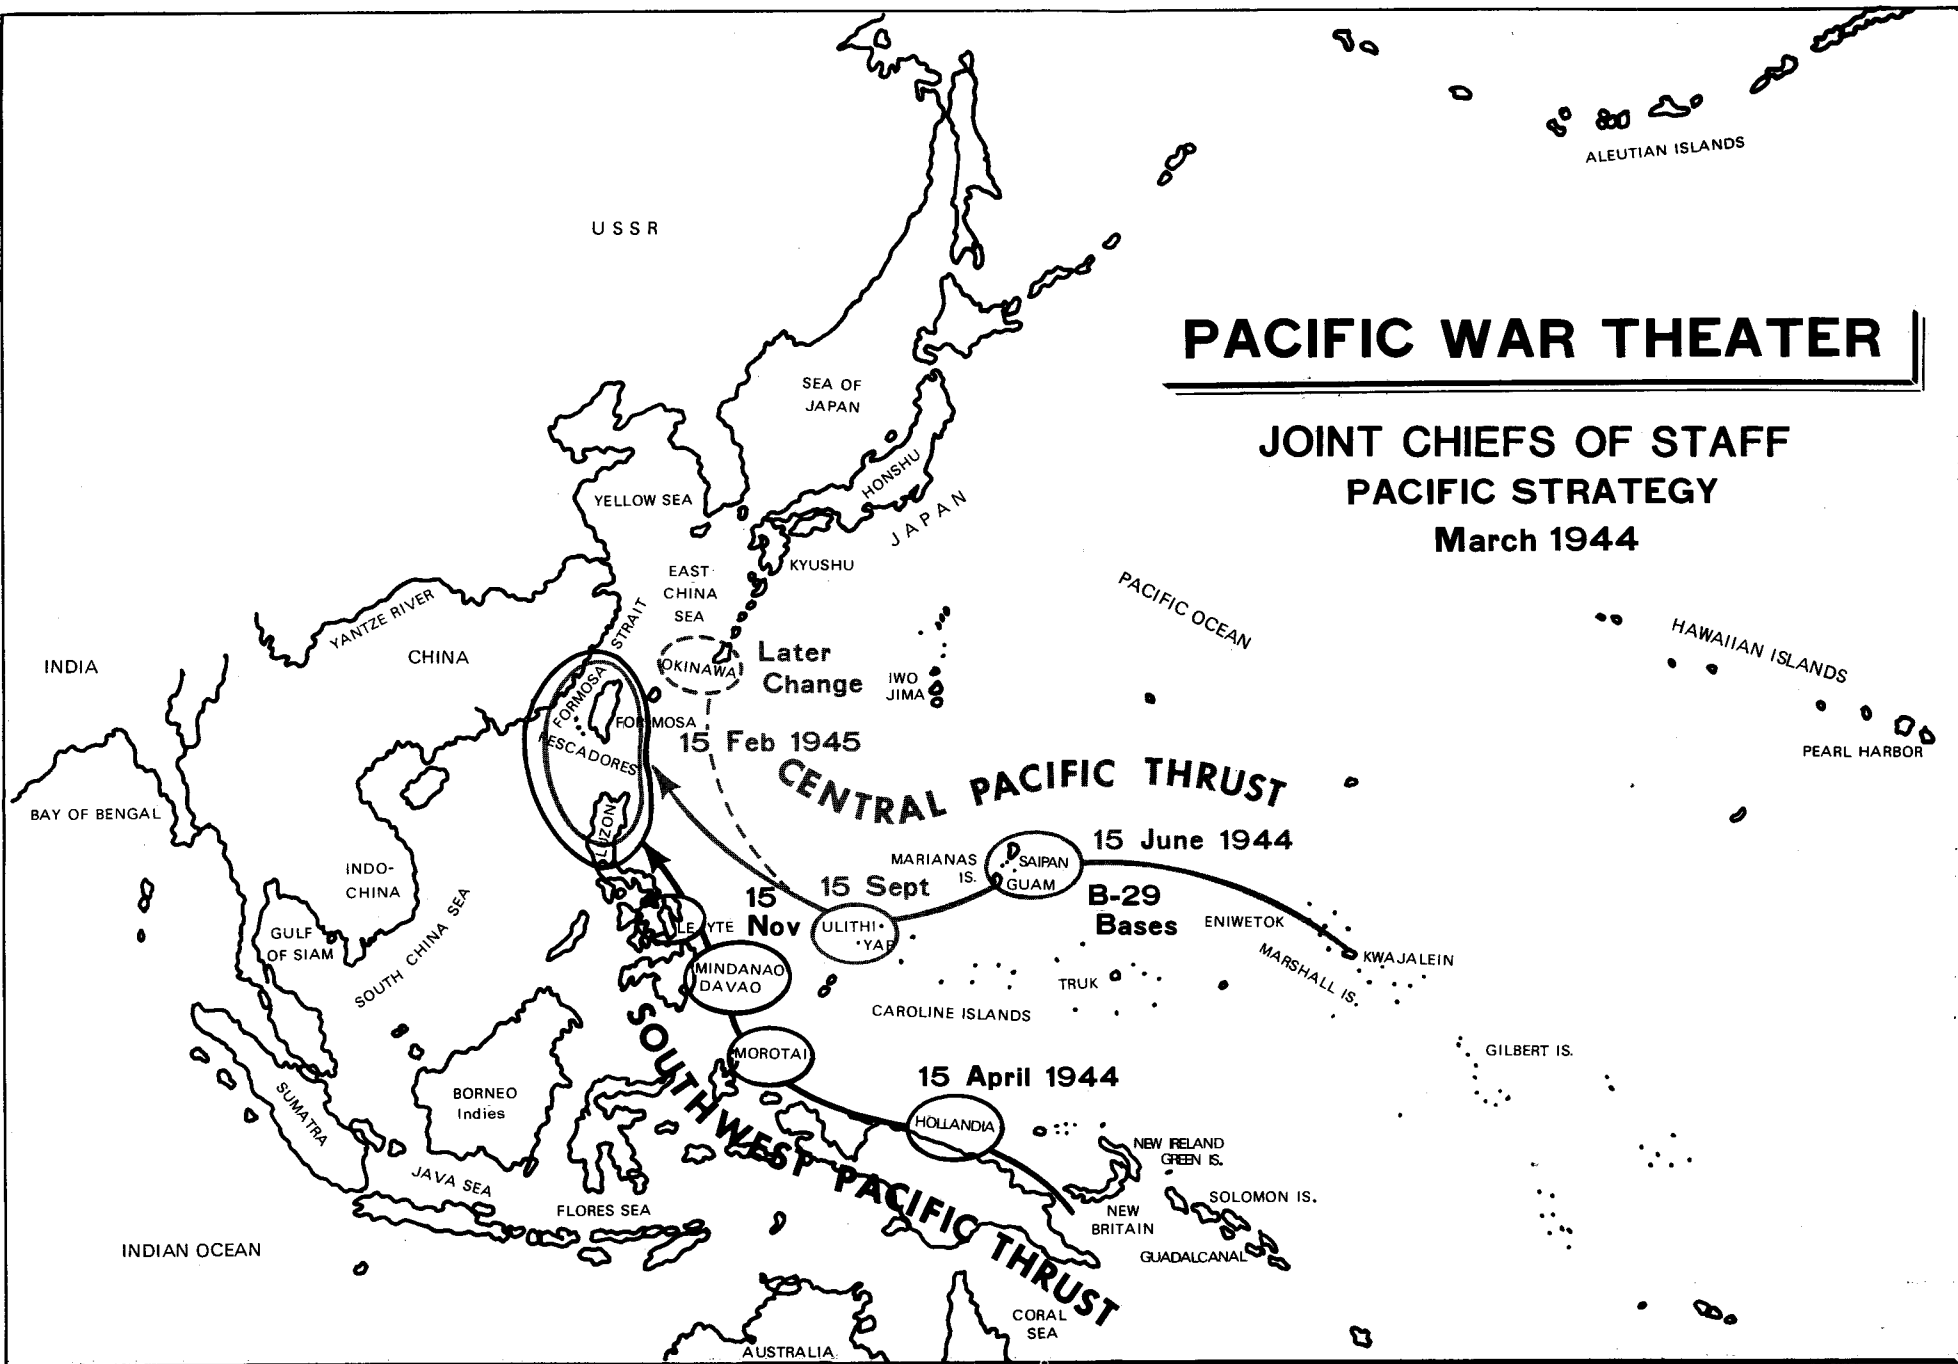 ALEUTIAN ISLANDS
USSR
PACIFIC WAR THEATER
JOINT CHIEFS OF STAFF
PACIFIC STRATEGY
March 1944
SEA OF
JAPAN
HONSHU
JAPAN
YELLOW SEA
KYUSHU
EAST
CHINA
SEA
STRAIT
YANTZE RIVER
CHINA
INDIA
PACIFIC OCEAN
HAWAIIAN ISLANDS
PEARL HARBOR
OKINAWA
Later
Change
IWO
JIMA
FORMOSA
FORMOSA
PESCADORES
15 Feb 1945
CENTRAL PACIFIC THRUST
BAY OF BENGAL
LUZON
INDO-
CHINA
GULF
OF SIAM
SOUTH CHINA SEA
MARIANAS
IS.
SAIPAN
GUAM
15 June 1944
B-29
Bases
15 Sept
ULITHI
YAP
15
Nov
LEYTE
MINDANAO
DAVAO
ENIWETOK
KWAJALEIN
MARSHALL IS.
TRUK
CAROLINE ISLANDS
GILBERT IS.
MOROTAI
15 April 1944
HOLLANDIA
SOUTHWEST PACIFIC THRUST
BORNEO
Indies
SUMATRA
JAVA SEA
FLORES SEA
INDIAN OCEAN
NEW IRELAND
GREEN IS.
SOLOMON IS.
NEW
BRITAIN
GUADALCANAL
CORAL
SEA
AUSTRALIA